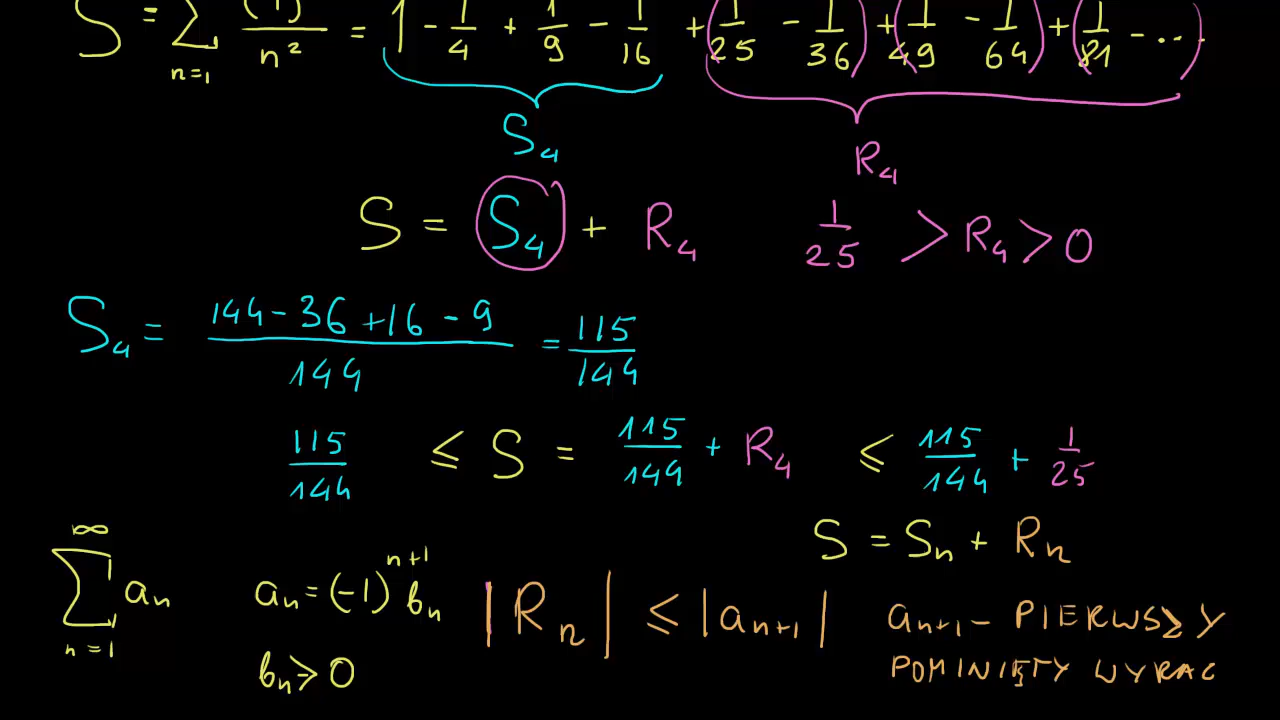 S = ∑ n=1 (1) / n² = 1 - 1/4 + 1/9 - 1/16 + (1/25 - 1/36) + (1/49 - 1/64) + (1/81 - ...)
S₄
R₄
S = S₄ + R₄ 1/25 > R₄ > 0
S₄ = (144 - 36 + 16 - 9)/144 = 115/144
115/144 ≤ S = 115/144 + R₄ ≤ 115/144 + 1/25
S = Sₙ + Rₙ
∞ ∑ n=1 aₙ aₙ = (-1)ⁿ⁺¹ bₙ |Rₙ| ≤ |aₙ₊₁| aₙ₊₁ - PIERWSZY
bₙ ≥ 0 POMINIĘTY WYRAC